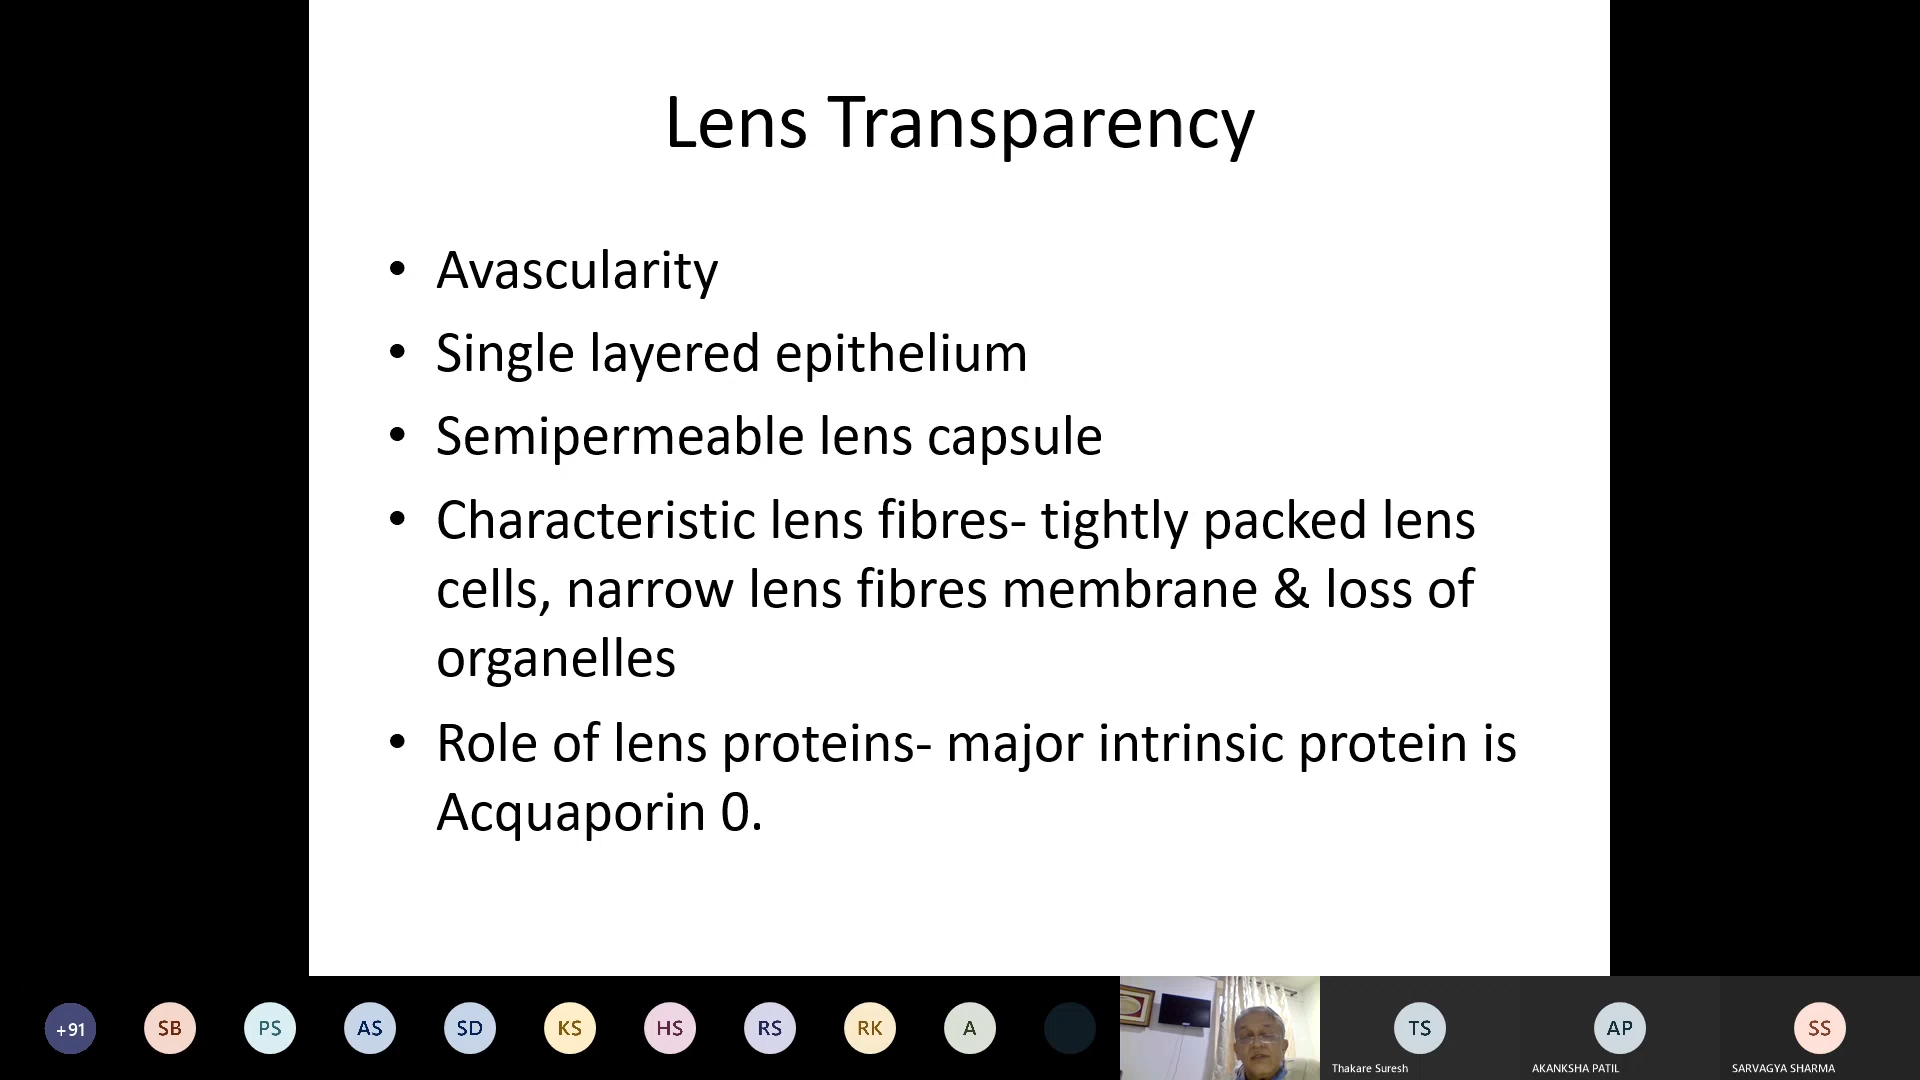 Lens Transparency
• Avascularity
• Single layered epithelium
• Semipermeable lens capsule
• Characteristic lens fibres- tightly packed lens
cells, narrow lens fibres membrane & loss of
organelles
• Role of lens proteins- major intrinsic protein is
Acquaporin 0.
+91 SB PS AS SD KS HS RS RK A TS AP SS
Thakare Suresh AKANKSHA PATIL SARVAGYA SHARMA